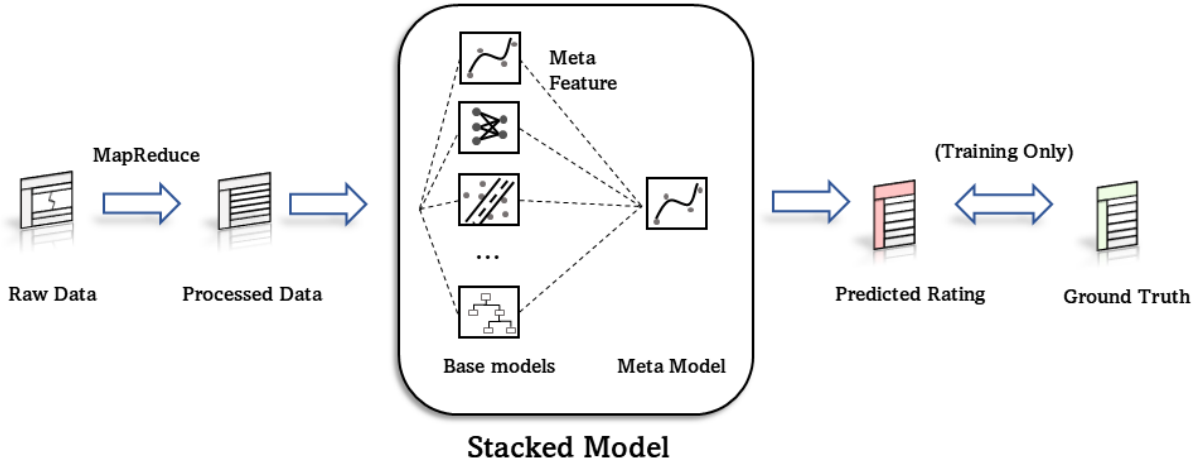 Meta
Feature
MapReduce
(Training Only)
...
Raw Data
Processed Data
Predicted Rating
Ground Truth
Base models
Meta Model
Stacked Model